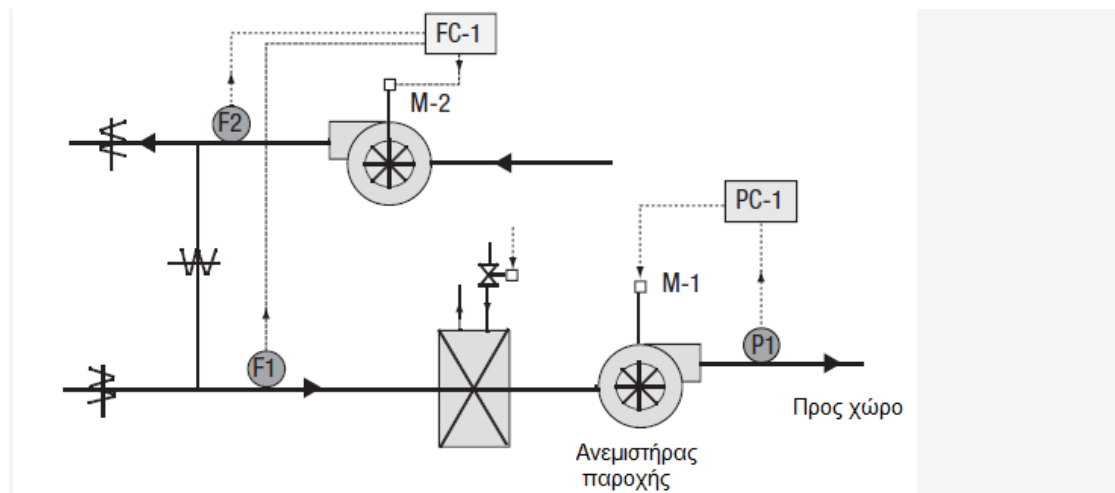 FC-1
M-2
F2
PC-1
M-1
F1
P1
Προς χώρο
Ανεμιστήρας
παροχής